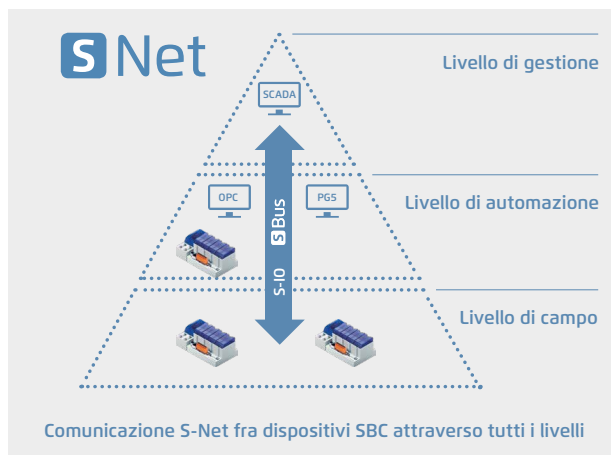 S Net
Livello di gestione
SCADA
Livello di automazione
OPC
PG5
S-IO S Bus
Livello di campo
Comunicazione S-Net fra dispositivi SBC attraverso tutti i livelli